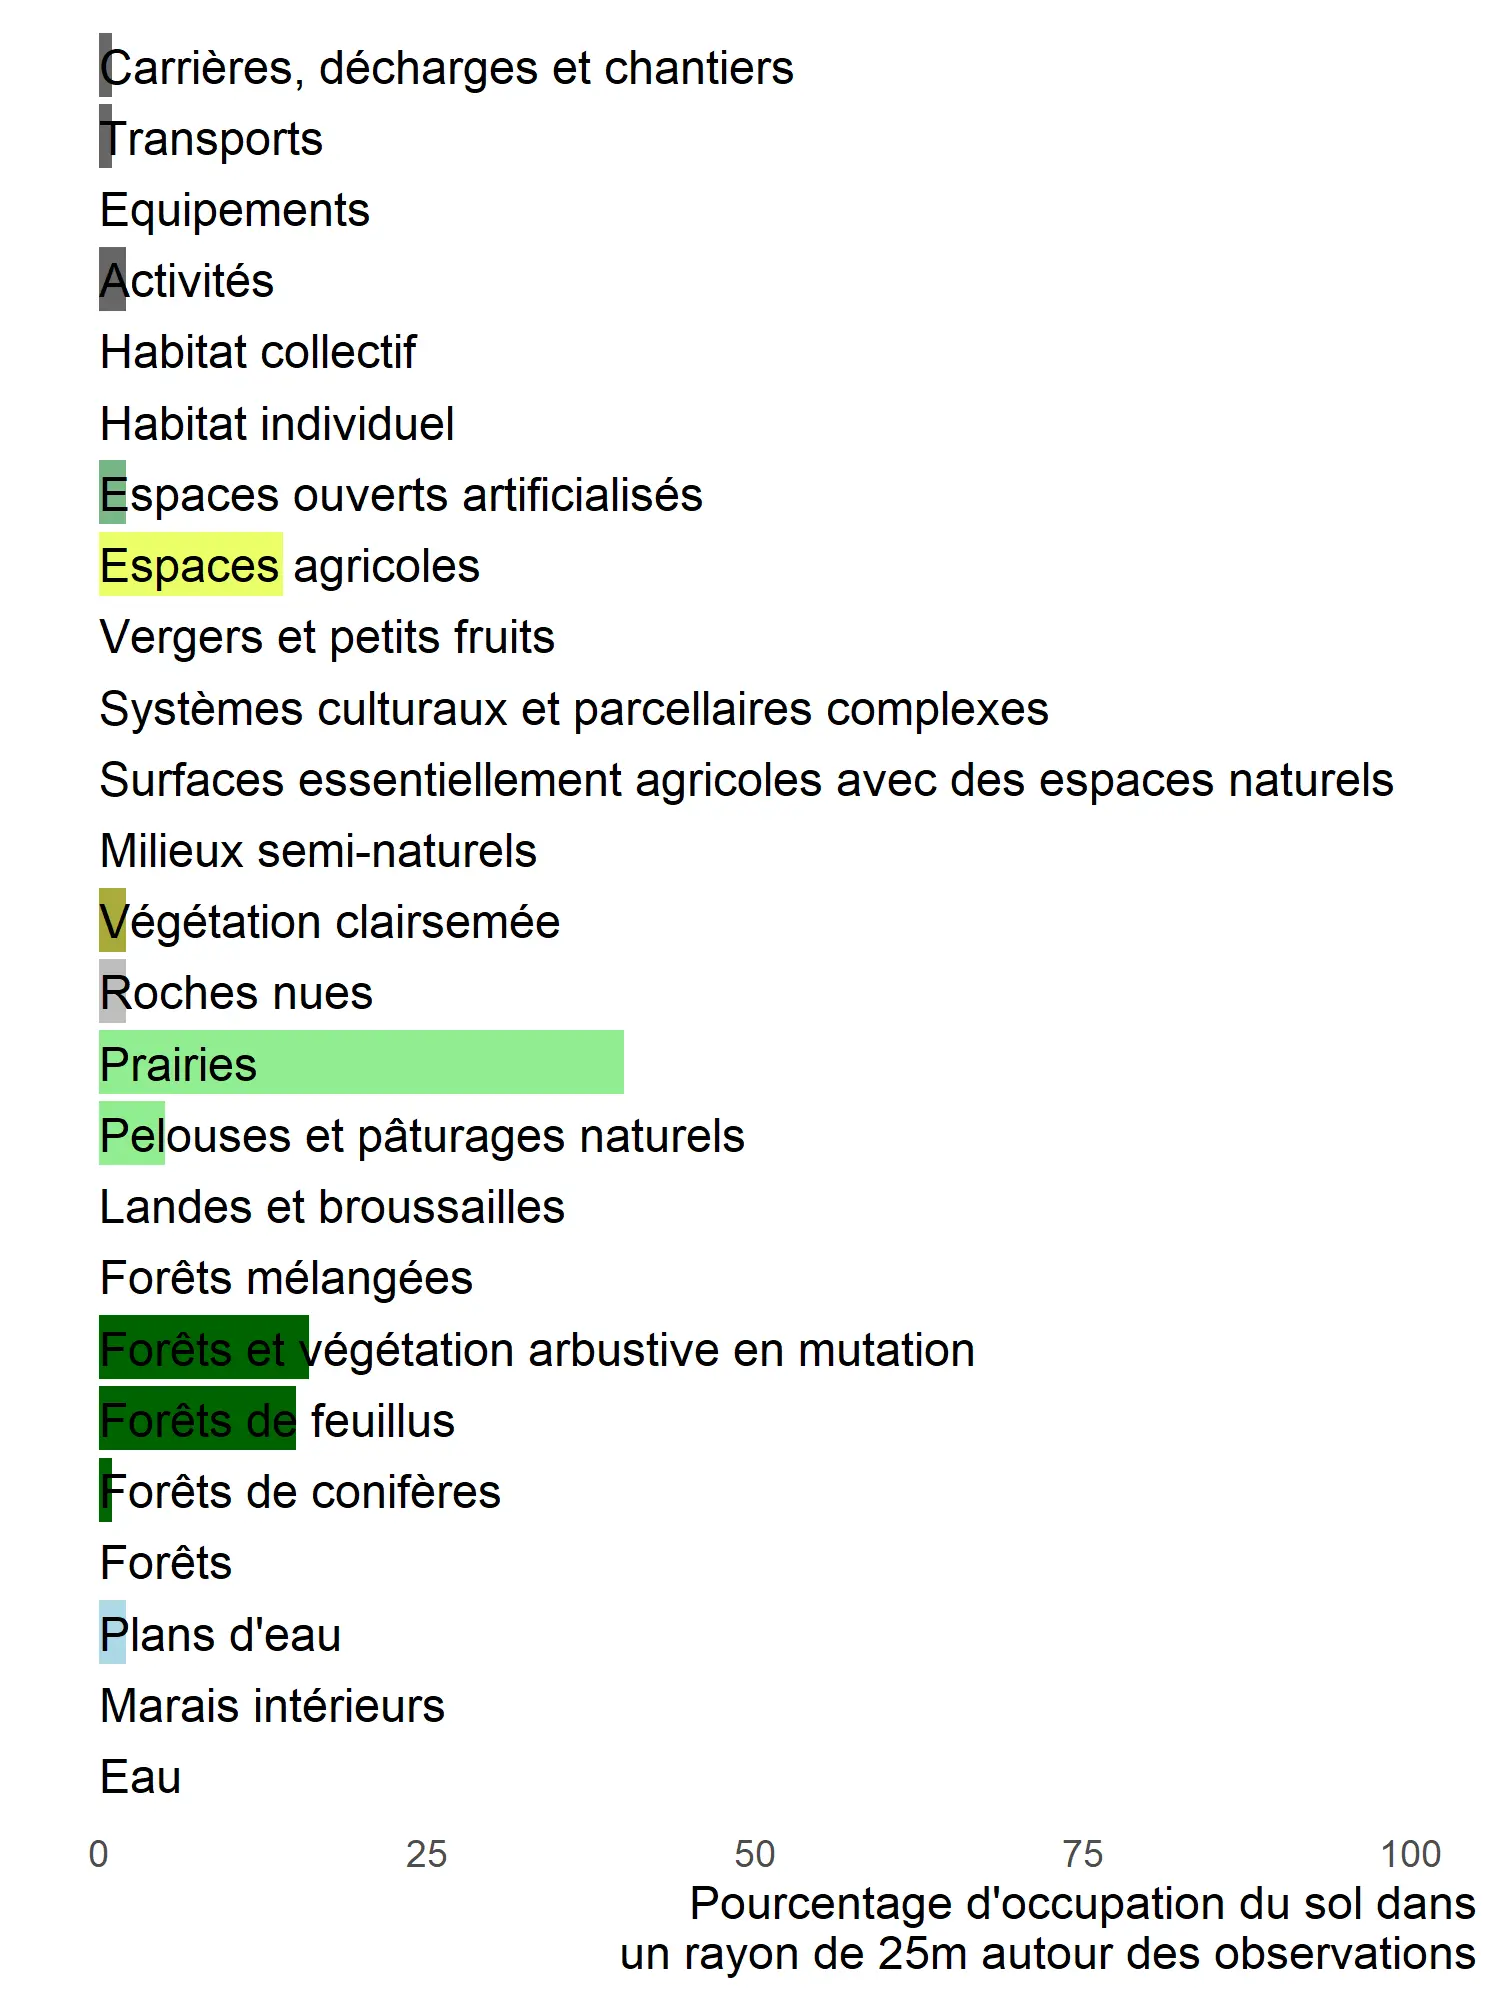 Carrières, décharges et chantiers
Transports
Equipements
Activités
Habitat collectif
Habitat individuel
Espaces ouverts artificialisés
Espaces agricoles
Vergers et petits fruits
Systèmes culturaux et parcellaires complexes
Surfaces essentiellement agricoles avec des espaces naturels
Milieux semi-naturels
Végétation clairsemée
Roches nues
Prairies
Pelouses et pâturages naturels
Landes et broussailles
Forêts mélangées
Forêts et végétation arbustive en mutation
Forêts de feuillus
Forêts de conifères
Forêts
Plans d'eau
Marais intérieurs
Eau
0 25 50 75 100
Pourcentage d'occupation du sol dans
un rayon de 25m autour des observations